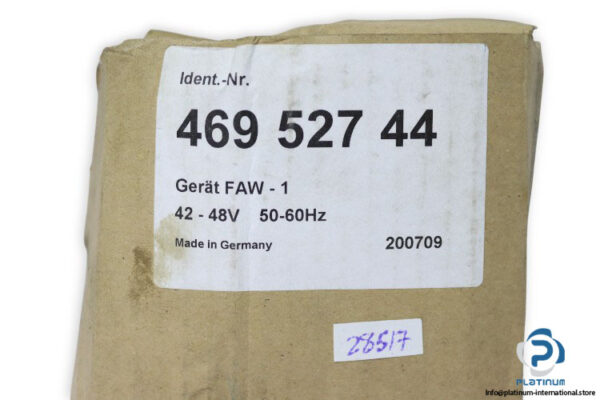 Ident.-Nr.
469 527 44
Gerät FAW - 1
42 - 48V 50-60Hz
Made in Germany 200709
28517
PLATINUM
Info@platinum-international.store